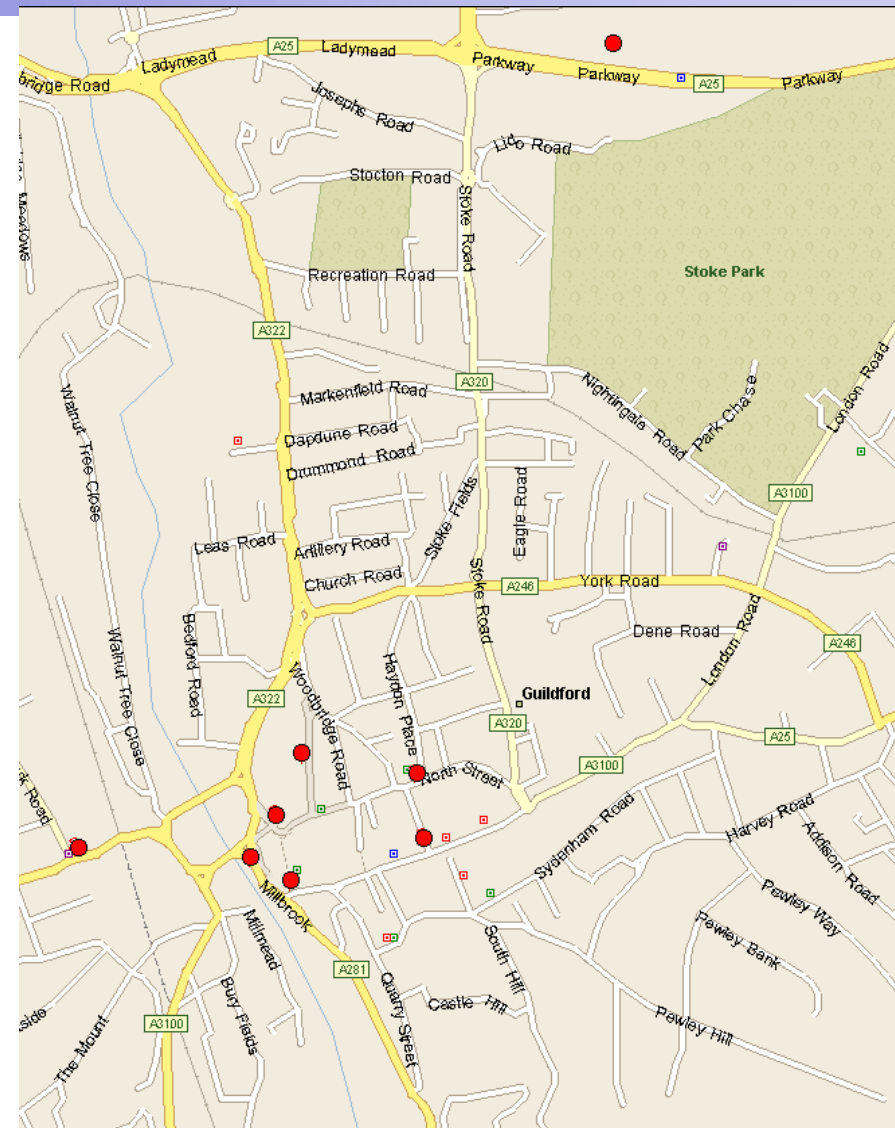 A25
Ladymead
Ladymead
Parkway
Parkway
A25
Parkway
bridge Road
Josephs Road
Lido Road
Stocton Road
Stoke Road
Meadows
Recreation Road
Stoke Park
A322
A320
Markenfield Road
Nightingale Road
Park Chase
London Road
Walnut Tree Close
Dapdune Road
Drummond Road
Stoke Fields
Eagle Road
A3100
Leas Road
Artillery Road
Church Road
Stoke Road
A246
York Road
Bedford Road
Walnut Tree Close
Dene Road
London Road
A246
A322
Woodbridge Road
Haydon Place
Guildford
A320
A25
North Street
A3100
Sydenham Road
Harvey Road
Addison Road
Millbrook
Pewley Way
Millmead
South Hill
Pewley Bank
A281
Quarry Street
Castle Hill
Bury Fields
A3100
The Mount
Pewley Hill